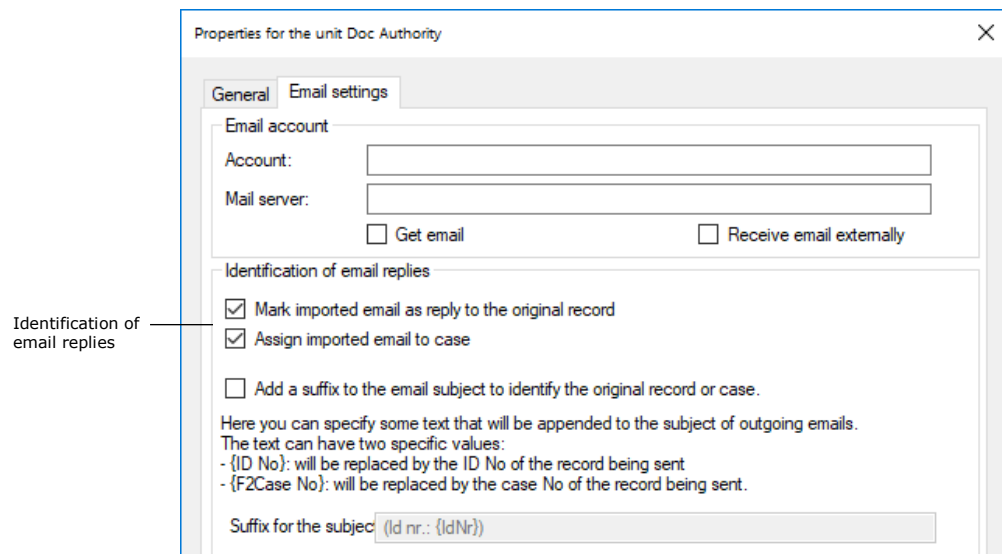 Properties for the unit Doc Authority
General
Email settings
Email account
Account:
Mail server:
Get email
Receive email externally
Identification of email replies
Mark imported email as reply to the original record
Identification of
email replies
Assign imported email to case
Add a suffix to the email subject to identify the original record or case.
Here you can specify some text that will be appended to the subject of outgoing emails.
The text can have two specific values:
- {ID No}: will be replaced by the ID No of the record being sent
- {F2Case No}: will be replaced by the case No of the record being sent.
Suffix for the subjec
(Id nr.: {IdNr})